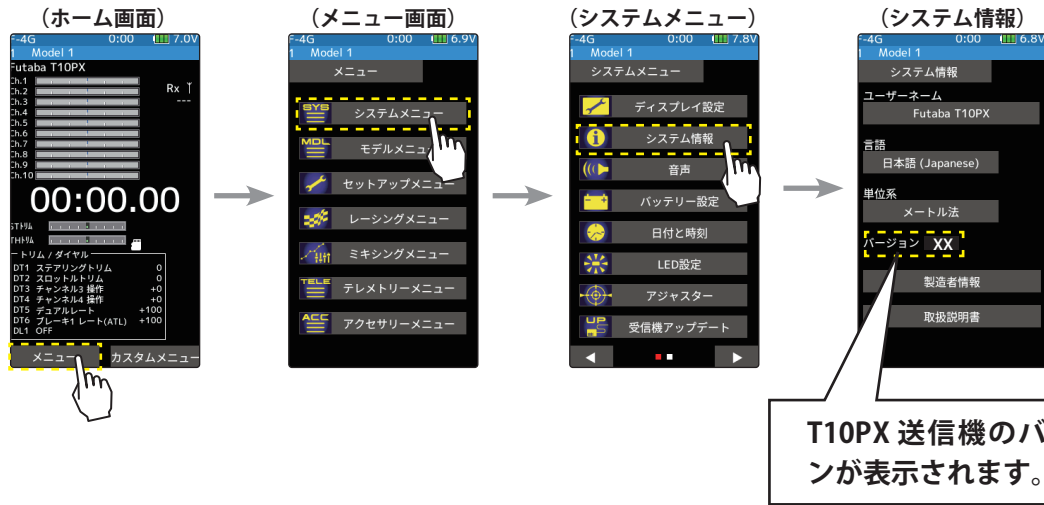 (ホーム画面)
F-4G 0:00 7.0V
1 Model 1
Futaba T10PX
Ch.1
Ch.2
Ch.3
Ch.4
Ch.5
Ch.6
Ch.7
Ch.8
Ch.9
Ch.10
Rx
---
00:00.00
STトリム
THトリム
トリム / ダイヤル
DT1 ステアリングトリム 0
DT2 スロットルトリム 0
DT3 チャンネル3 操作 +0
DT4 チャンネル4 操作 +0
DT5 デュアルレート +100
DT6 ブレーキ1 レート(ATL) +100
DL1 OFF
メニュー カスタムメニュー
(メニュー画面)
F-4G 0:00 6.9V
1 Model 1
メニュー
SYS システムメニュー
MDL モデルメニュ
セットアップメニュー
レーシングメニュー
ミキシングメニュー
TELE テレメトリーメニュー
ACC アクセサリーメニュー
(システムメニュー)
F-4G 0:00 7.8V
1 Model 1
システムメニュー
ディスプレイ設定
システム情報
音声
バッテリー設定
日付と時刻
LED設定
アジャスター
UP 受信機アップデート
(システム情報)
F-4G 0:00 6.8V
1 Model 1
システム情報
ユーザーネーム
Futaba T10PX
言語
日本語 (Japanese)
単位系
メートル法
バージョン XX
製造者情報
取扱説明書
T10PX 送信機のバ
ンが表示されます。